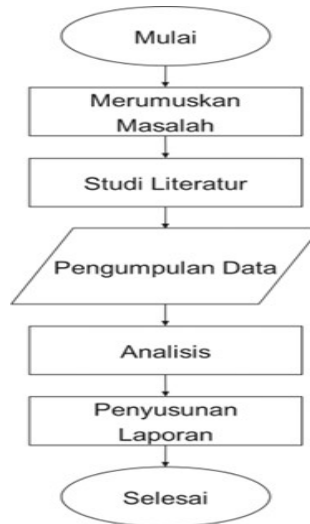 Mulai
Merumuskan
Masalah
Studi Literatur
Pengumpulan Data
Analisis
Penyusunan
Laporan
Selesai